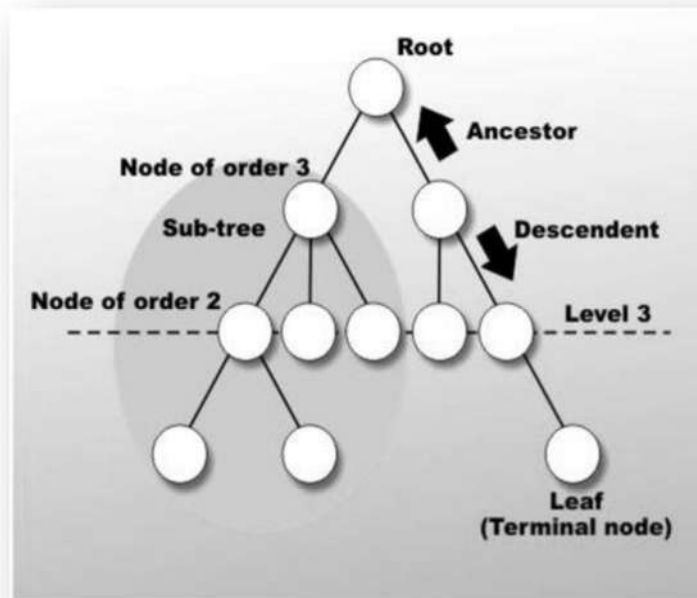 Root
Ancestor
Node of order 3
Sub-tree
Descendent
Node of order 2
Level 3
Leaf
(Terminal node)